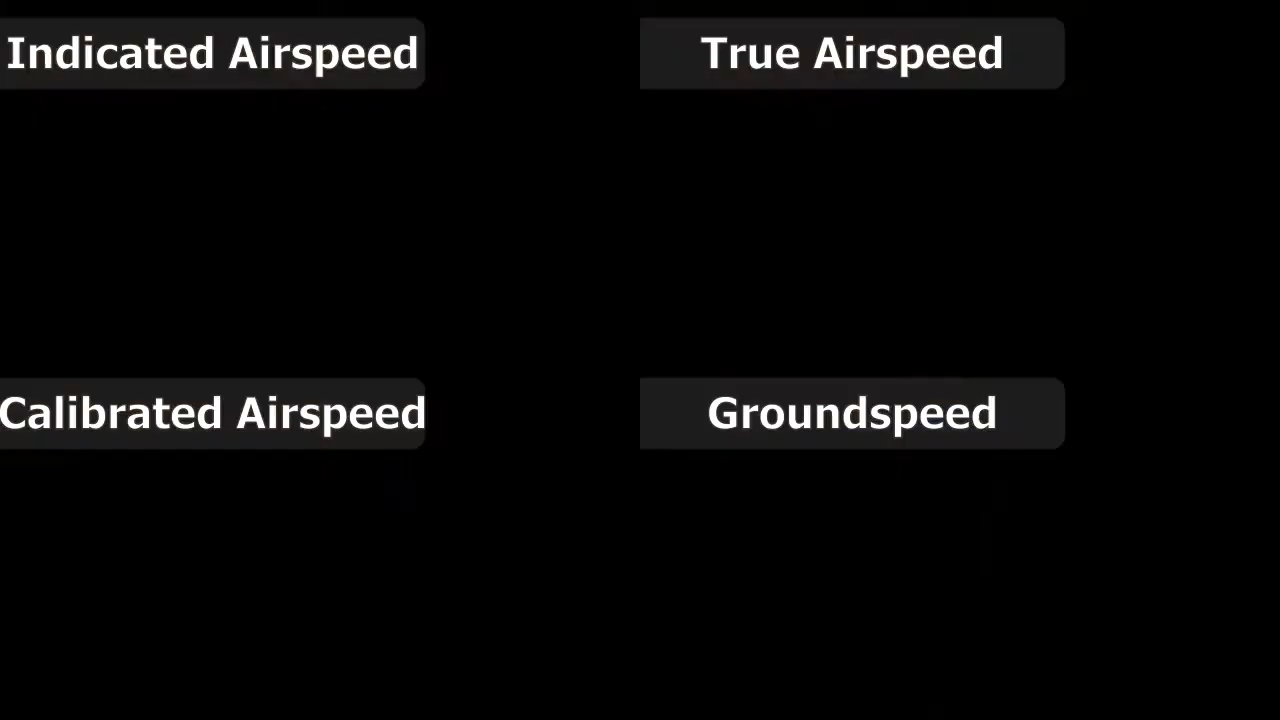 Indicated Airspeed
True Airspeed
Calibrated Airspeed
Groundspeed